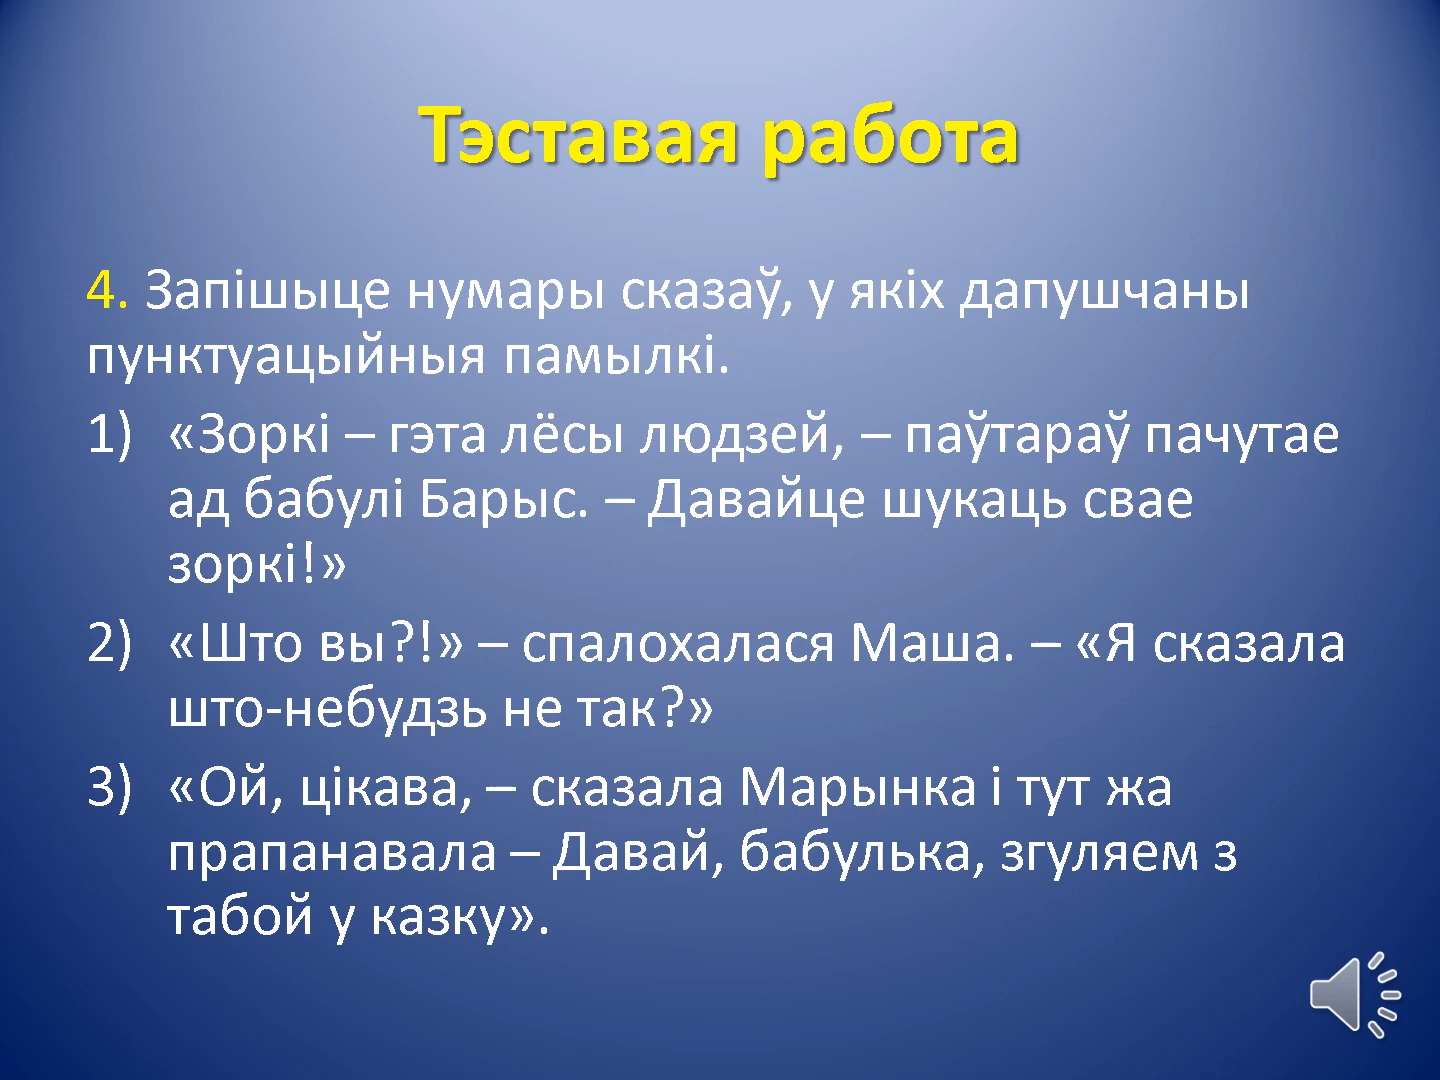 Тэставая работа
4. Запішыце нумары сказаў, у якіх дапушчаны
пунктуацыйныя памылкі.
1) «Зоркі – гэта лёсы людзей, – паўтараў пачутае
ад бабулі Барыс. – Давайце шукаць свае
зоркі!»
2) «Што вы?!» – спалохалася Маша. – «Я сказала
што-небудзь не так?»
3) «Ой, цікава, – сказала Марынка і тут жа
прапанавала – Давай, бабулька, згуляем з
табой у казку».